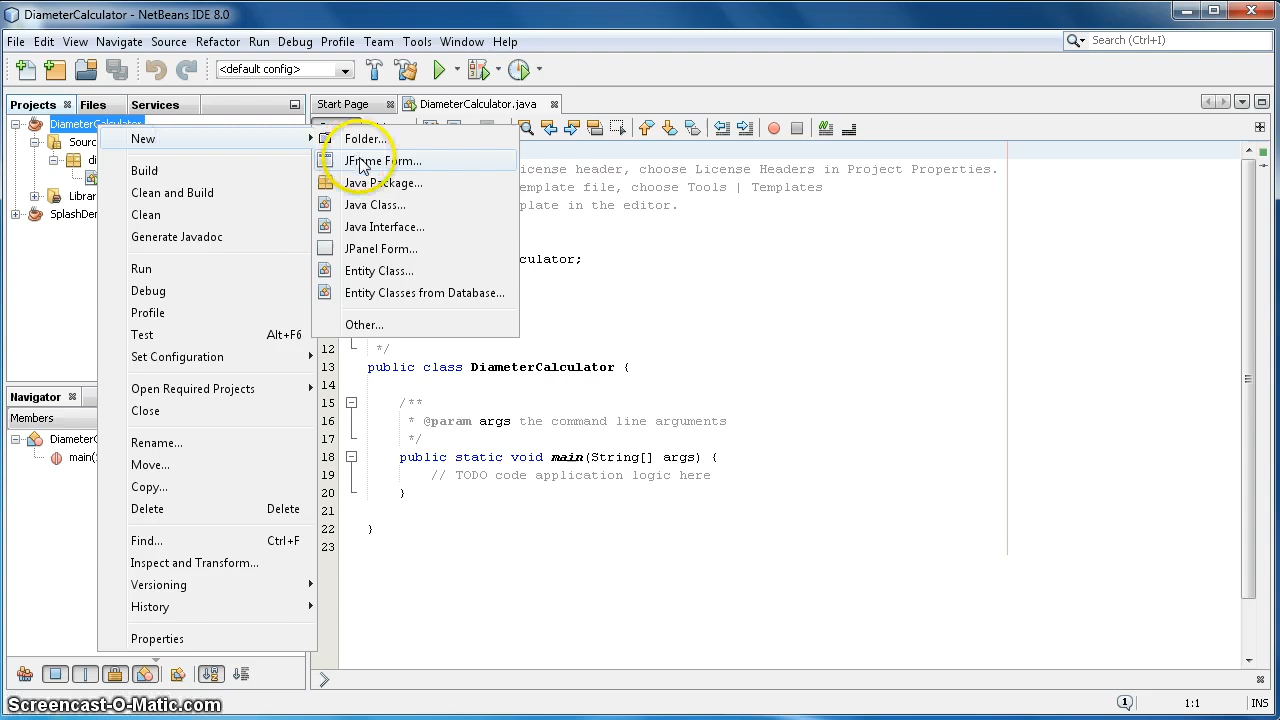 DiameterCalculator - NetBeans IDE 8.0
File Edit View Navigate Source Refactor Run Debug Profile Team Tools Window Help
Search (Ctrl+I)
<default config>
Projects Files Services
Start Page DiameterCalculator.java
DiameterCalculator
Sourc
di
Librar
SplashDem
New
Build
Clean and Build
Clean
Generate Javadoc
Run
Debug
Profile
Test Alt+F6
Set Configuration
Open Required Projects
Close
Rename...
Move...
Copy...
Delete Delete
Find... Ctrl+F
Inspect and Transform...
Versioning
History
Properties
Folder...
JFrame Form...
Java Package...
Java Class...
Java Interface...
JPanel Form...
Entity Class...
Entity Classes from Database...
Other...
icense header, choose License Headers in Project Properties.
emplate file, choose Tools | Templates
plate in the editor.
culator;
12 */
13 public class DiameterCalculator {
14
15 /**
16 * @param args the command line arguments
17 */
18 public static void main(String[] args) {
19 // TODO code application logic here
20 }
21
22 }
23
Navigator
Members
DiameterC
main(S
1 1:1 INS
Screencast-O-Matic.com